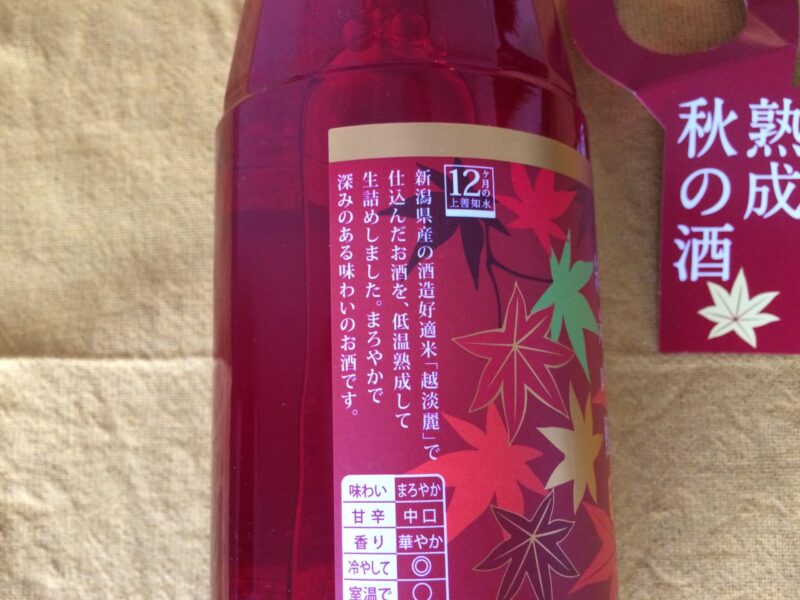 熟成
秋の酒
12
ヶ月の水
上善如水
新潟県産の酒造好適米「越淡麗」で
仕込んだお酒を、低温熟成して
生詰めしました。まろやかで
深みのある味わいのお酒です。
味わい まろやか
甘辛 中口
香り 華やか
冷やして ◎
室温で ○